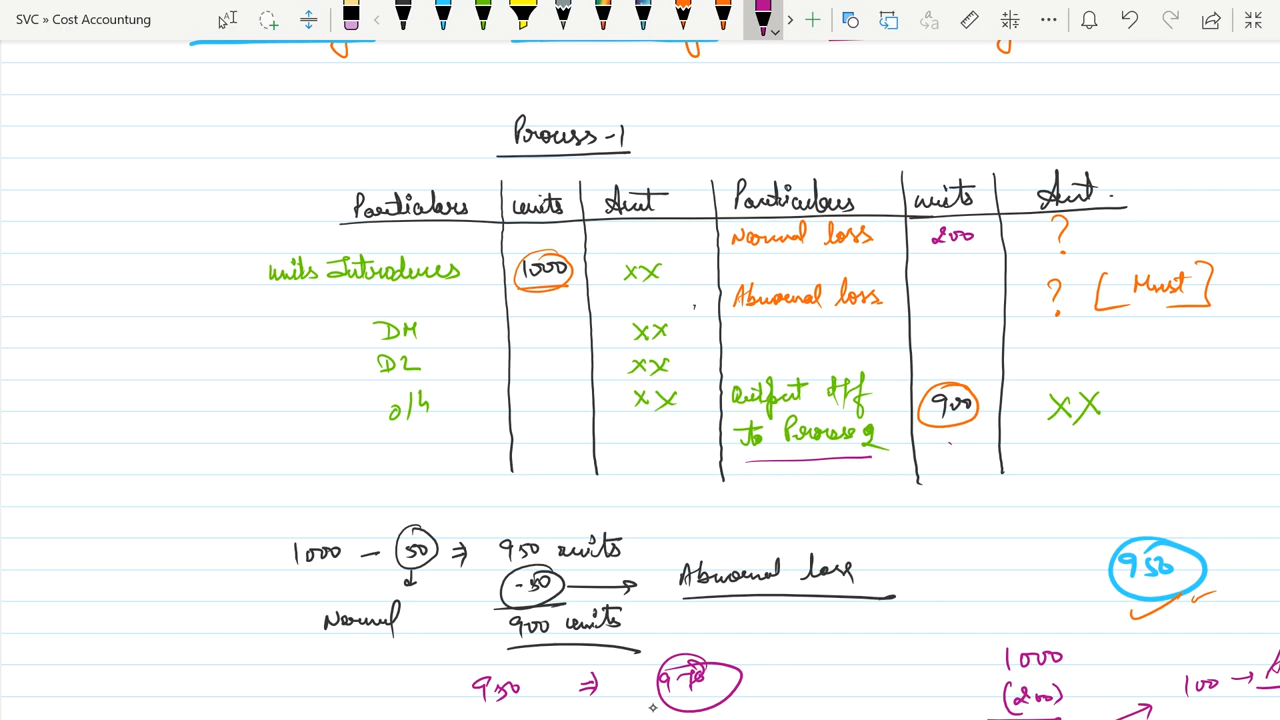 SVC » Cost Accountung
Process-1
Particulars units Amt Particulars units Amt.
Normal loss 200 ?
units Introduces 1000 XX
Abnormal loss ? [Must]
DM XX
DL XX
O/h XX Output trf 900 XX
to Process 2
1000 - 50 ⇒ 950 units
-50 → Abnormal loss
950
Normal 900 units
950 ⇒ 970
1000
(200)
100 →